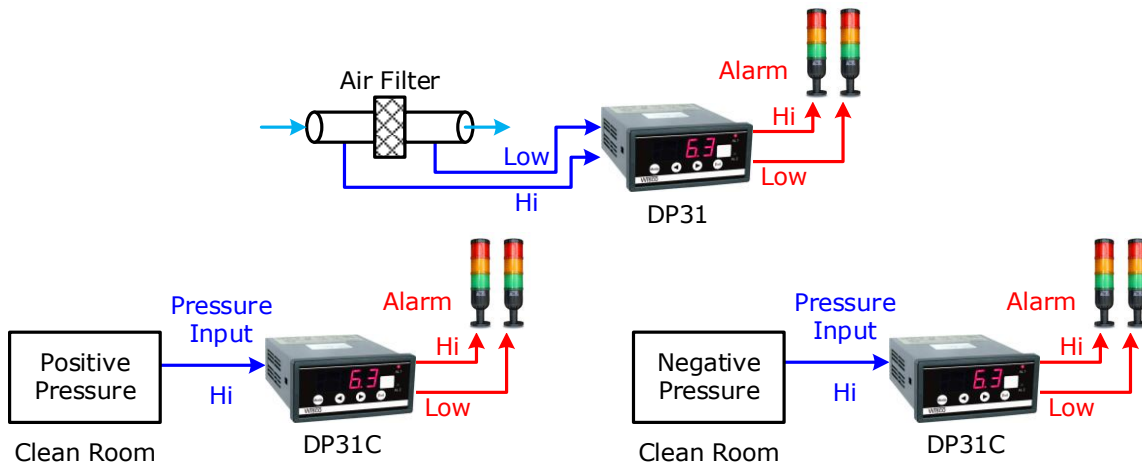 Air Filter
Alarm
Hi
Low
Low
Hi
6.3
DP31
Pressure
Input
Hi
Positive
Pressure
Clean Room
Alarm
Hi
Low
6.3
DP31C
Pressure
Input
Hi
Negative
Pressure
Clean Room
Alarm
Hi
Low
6.3
DP31C